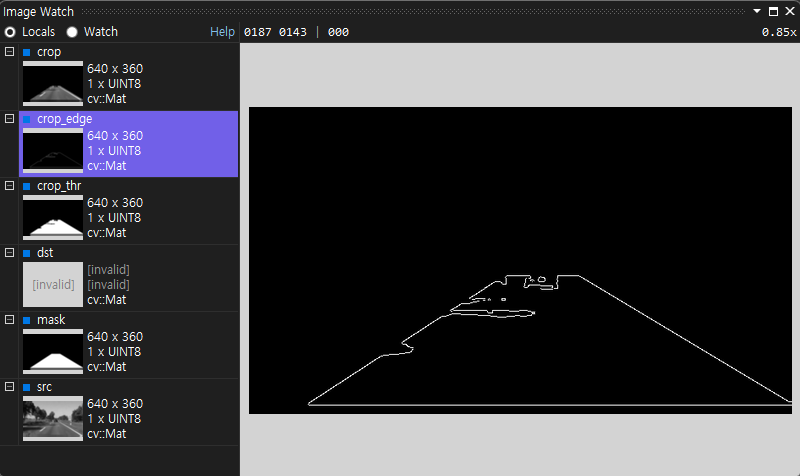 Image Watch
Locals Watch Help 0187 0143 | 000 0.85x
crop
640 x 360
1 x UINT8
cv::Mat
crop_edge
640 x 360
1 x UINT8
cv::Mat
crop_thr
640 x 360
1 x UINT8
cv::Mat
dst
[invalid]
[invalid]
[invalid]
cv::Mat
mask
640 x 360
1 x UINT8
cv::Mat
src
640 x 360
1 x UINT8
cv::Mat